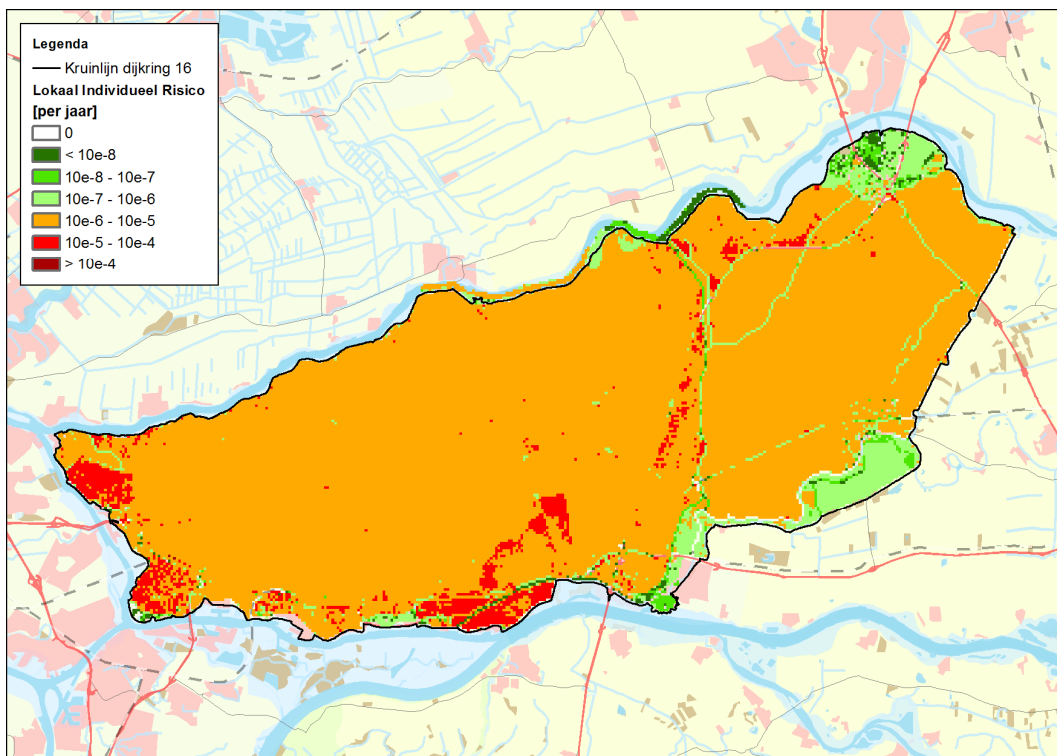 Legenda
Kruinlijn dijkring 16
Lokaal Individueel Risico
[per jaar]
0
< 10e-8
10e-8 - 10e-7
10e-7 - 10e-6
10e-6 - 10e-5
10e-5 - 10e-4
> 10e-4